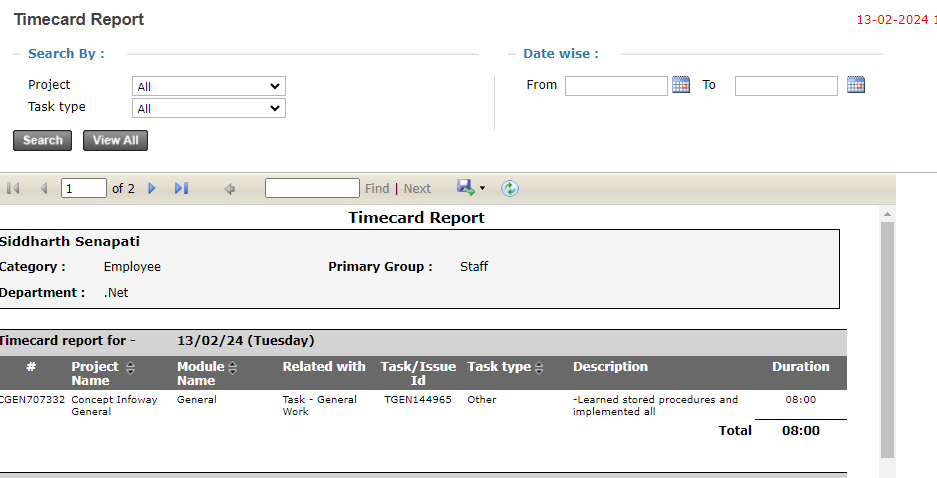 Timecard Report
13-02-2024 1
Search By :
Date wise :
Project All
From To
Task type All
Search View All
1 of 2 Find | Next
Timecard Report
Siddharth Senapati
Category : Employee Primary Group : Staff
Department : .Net
Timecard report for - 13/02/24 (Tuesday)
# Project Name Module Name Related with Task/Issue Id Task type Description Duration
CGEN707332 Concept Infoway General General Task - General Work TGEN144965 Other -Learned stored procedures and implemented all 08:00
Total 08:00